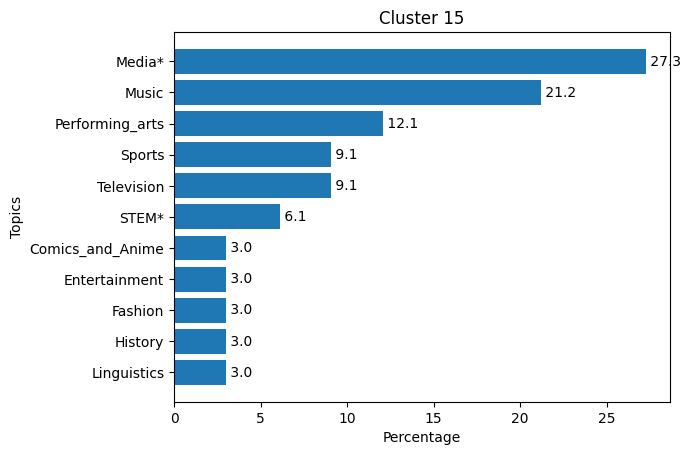 Cluster 15
Topics
Media* 27.3
Music 21.2
Performing_arts 12.1
Sports 9.1
Television 9.1
STEM* 6.1
Comics_and_Anime 3.0
Entertainment 3.0
Fashion 3.0
History 3.0
Linguistics 3.0
0 5 10 15 20 25
Percentage